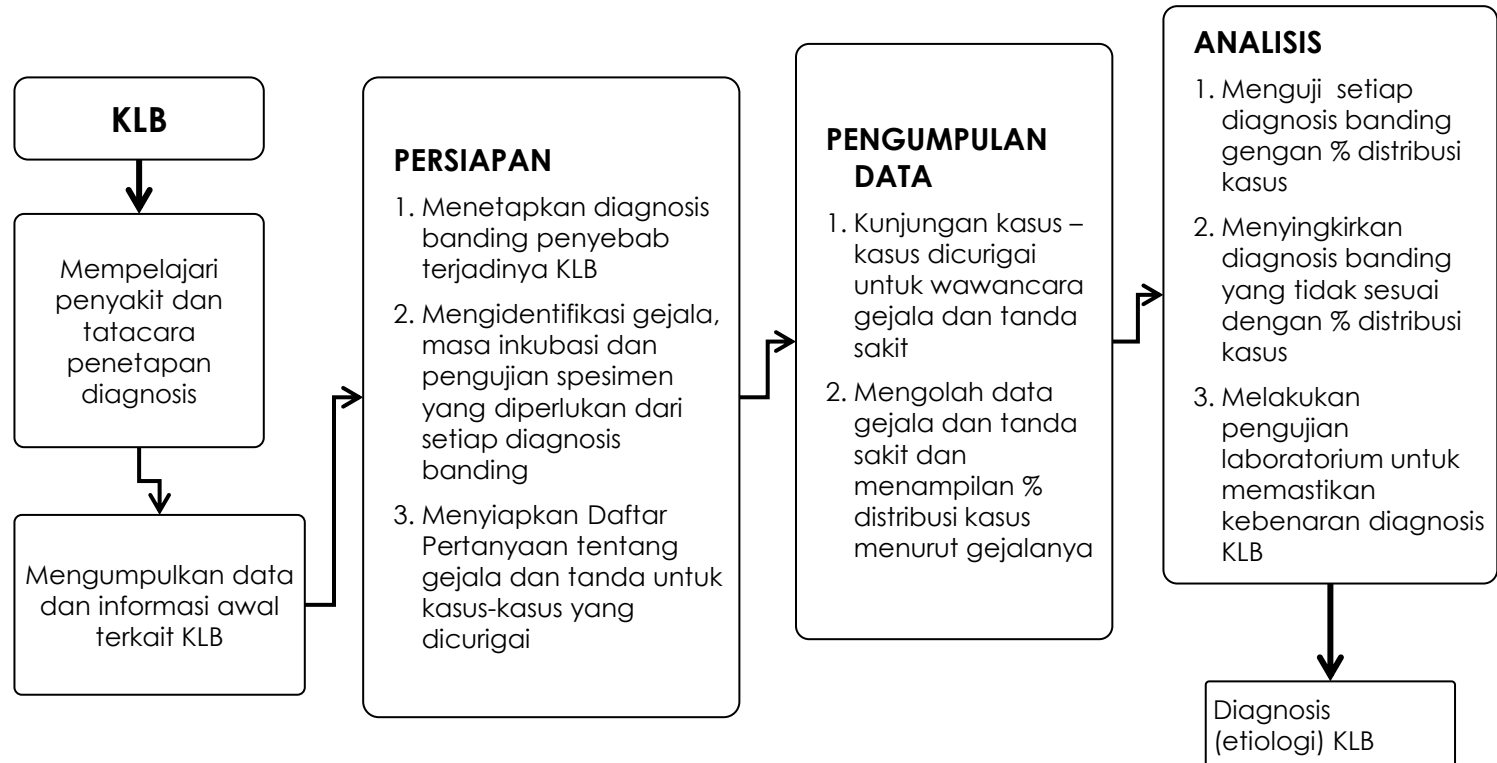 KLB
Mempelajari
penyakit dan
tatacara
penetapan
diagnosis
Mengumpulkan data
dan informasi awal
terkait KLB
PERSIAPAN
1. Menetapkan diagnosis
banding penyebab
terjadinya KLB
2. Mengidentifikasi gejala,
masa inkubasi dan
pengujian spesimen
yang diperlukan dari
setiap diagnosis
banding
3. Menyiapkan Daftar
Pertanyaan tentang
gejala dan tanda untuk
kasus-kasus yang
dicurigai
PENGUMPULAN
DATA
1. Kunjungan kasus –
kasus dicurigai
untuk wawancara
gejala dan tanda
sakit
2. Mengolah data
gejala dan tanda
sakit dan
menampilan %
distribusi kasus
menurut gejalanya
ANALISIS
1. Menguji setiap
diagnosis banding
gengan % distribusi
kasus
2. Menyingkirkan
diagnosis banding
yang tidak sesuai
dengan % distribusi
kasus
3. Melakukan
pengujian
laboratorium untuk
memastikan
kebenaran diagnosis
KLB
Diagnosis
(etiologi) KLB